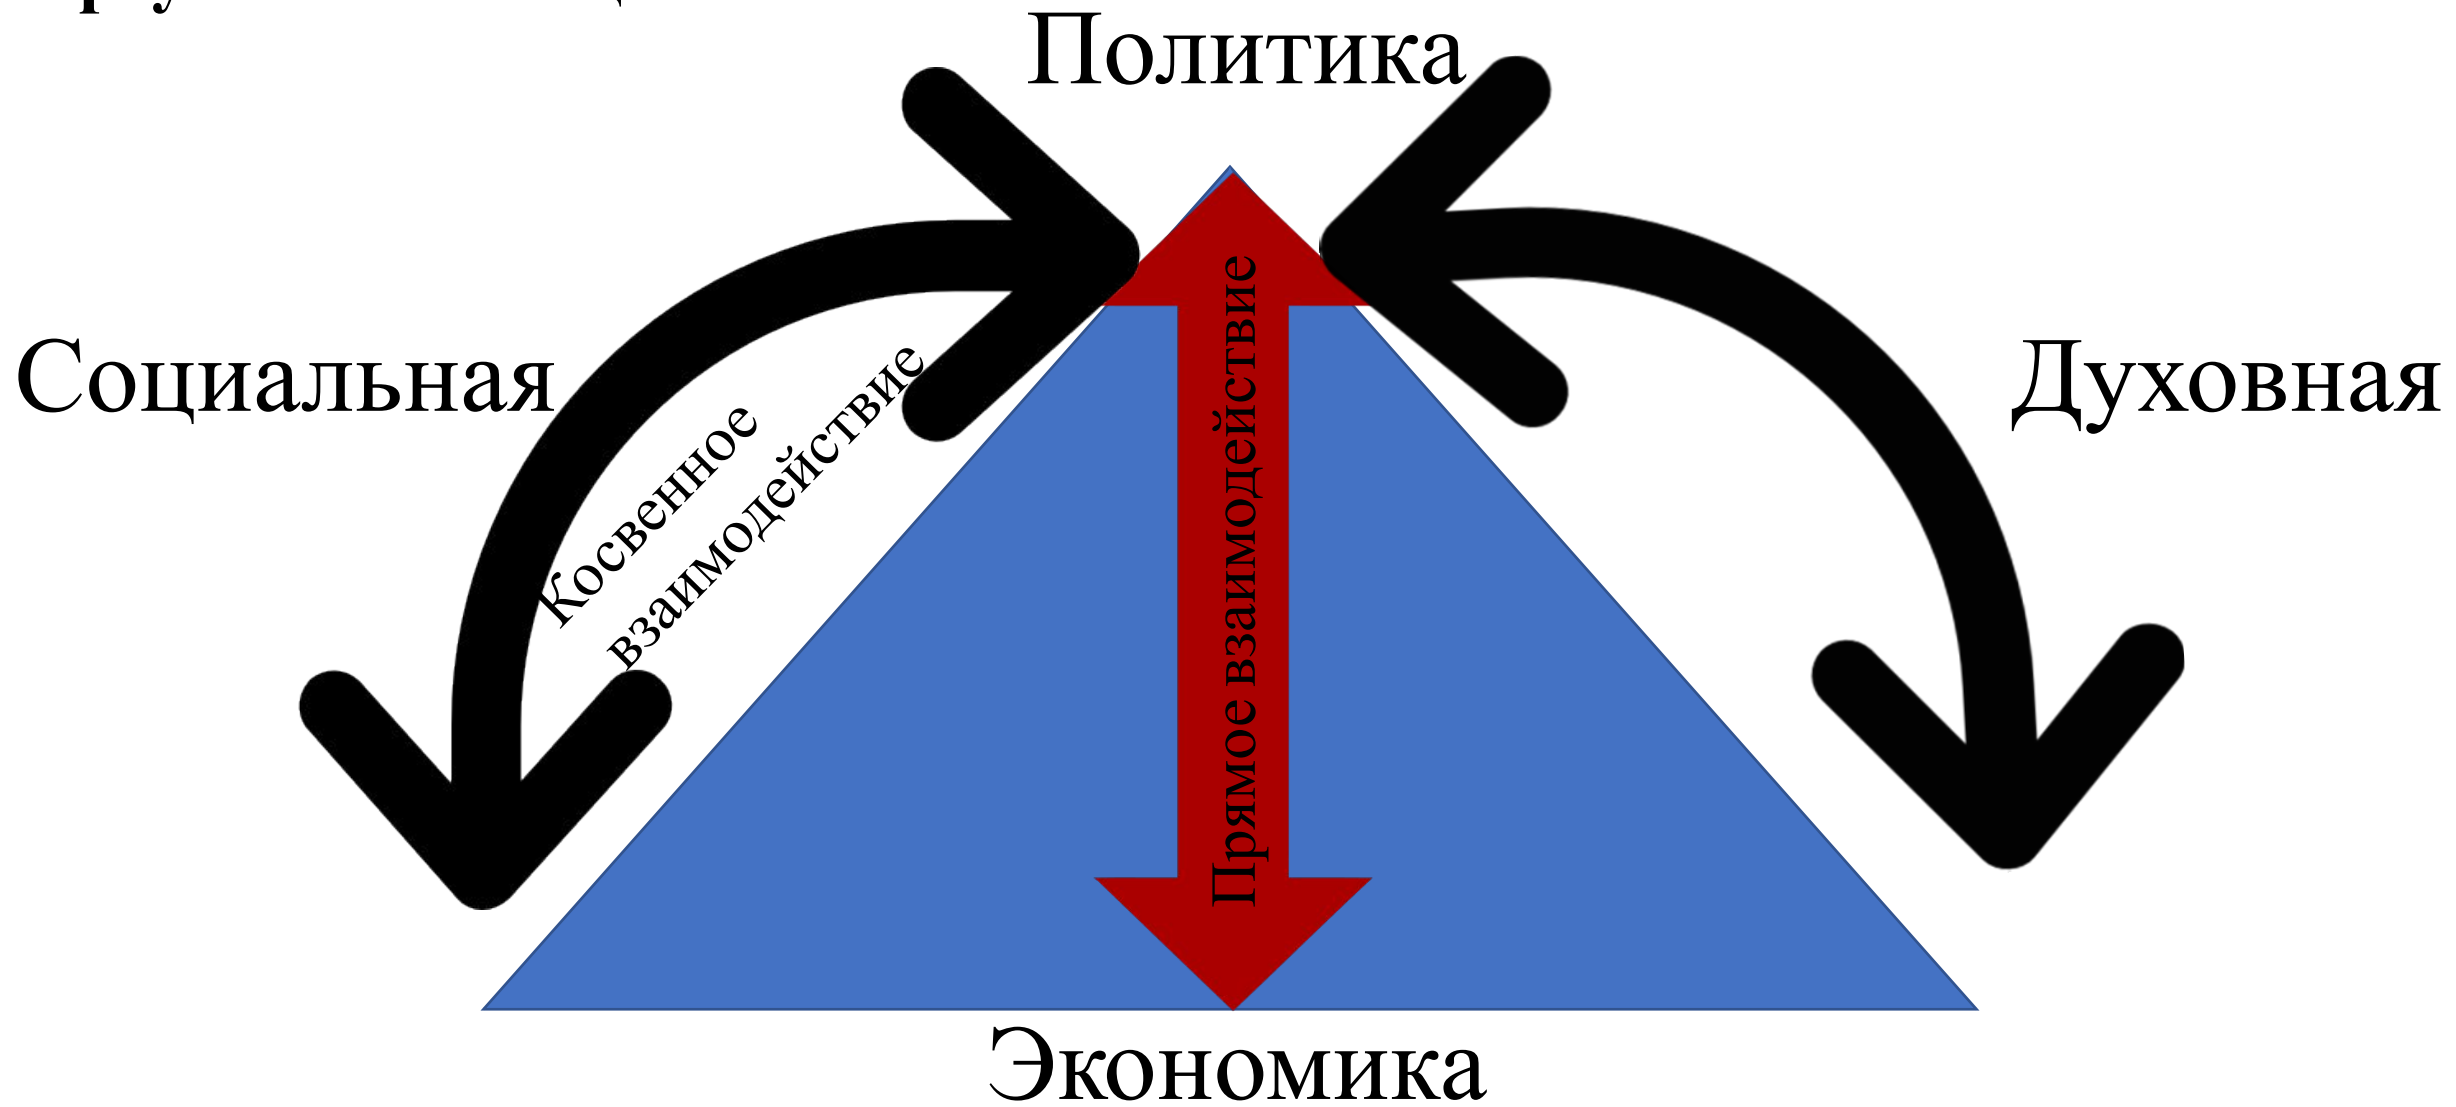 Политика
Социальная
Духовная
Косвенное
взаимодействие
Прямое взаимодействие
Экономика